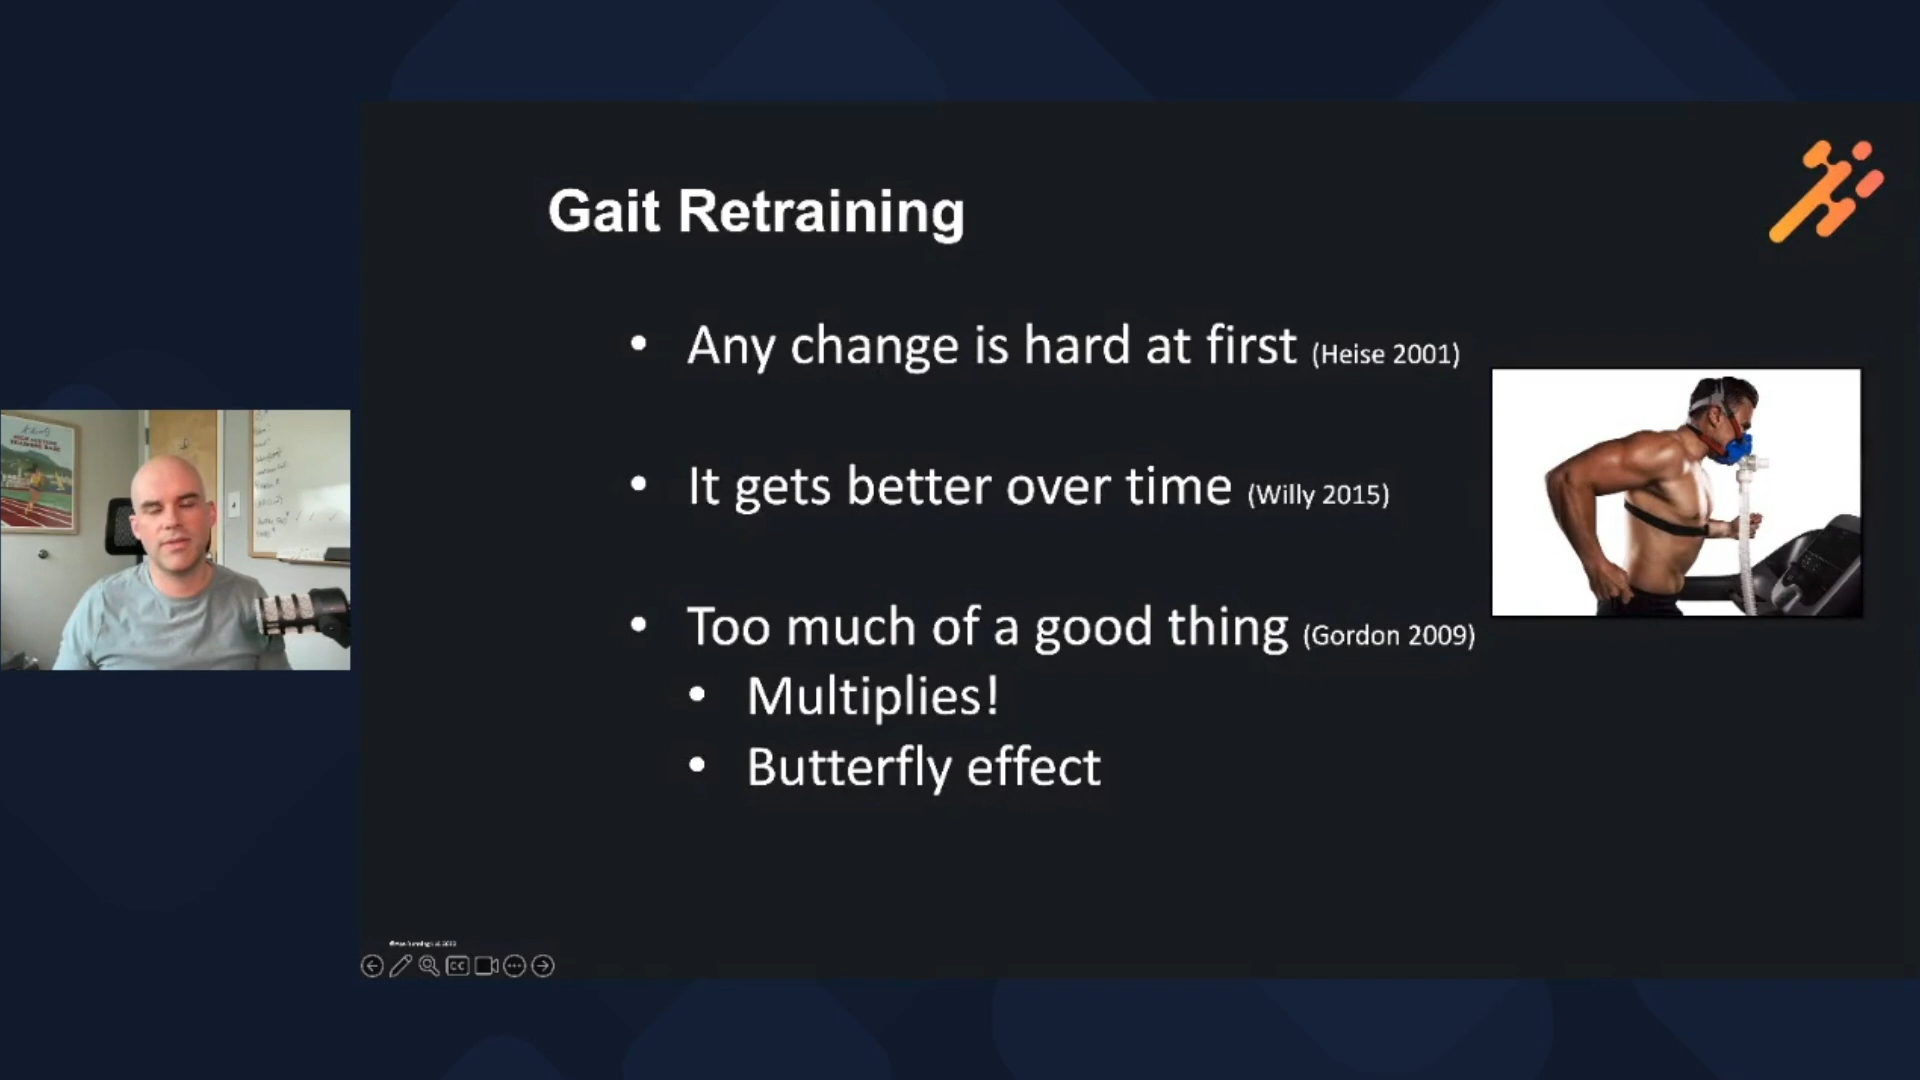 Gait Retraining
• Any change is hard at first (Heise 2001)
• It gets better over time (Willy 2015)
• Too much of a good thing (Gordon 2009)
• Multiplies!
• Butterfly effect
CC